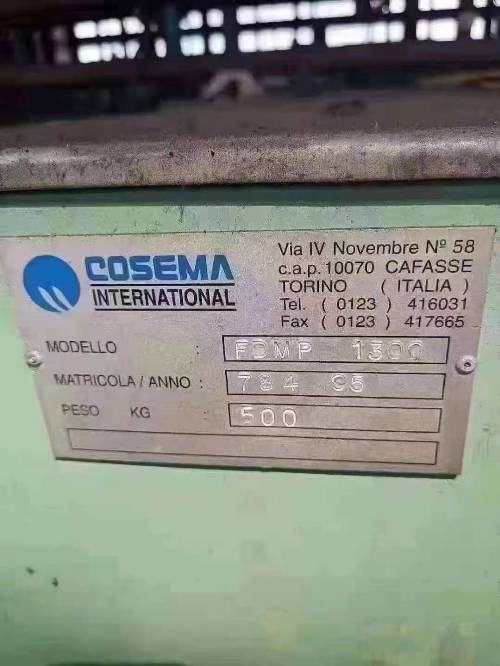 COSEMA
INTERNATIONAL
Via IV Novembre Nº 58
c.a.p. 10070 CAFASSE
TORINO ( ITALIA )
Tel. ( 0123 ) 416031
Fax ( 0123 ) 417665
MODELLO : FDMP 1300
MATRICOLA / ANNO : 784 95
PESO KG 500